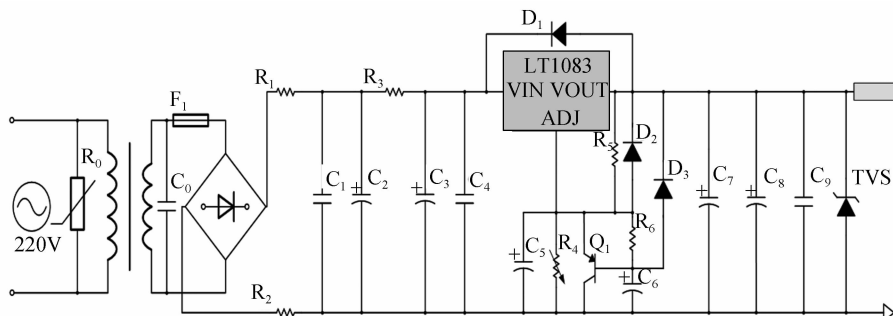 D1
LT1083
VIN VOUT
ADJ
R1
R3
F1
R0
C0
C1
C2
C3
C4
R5
D2
D3
C7
C8
C9
TVS
220V
C5
R4
Q1
R6
C6
R2